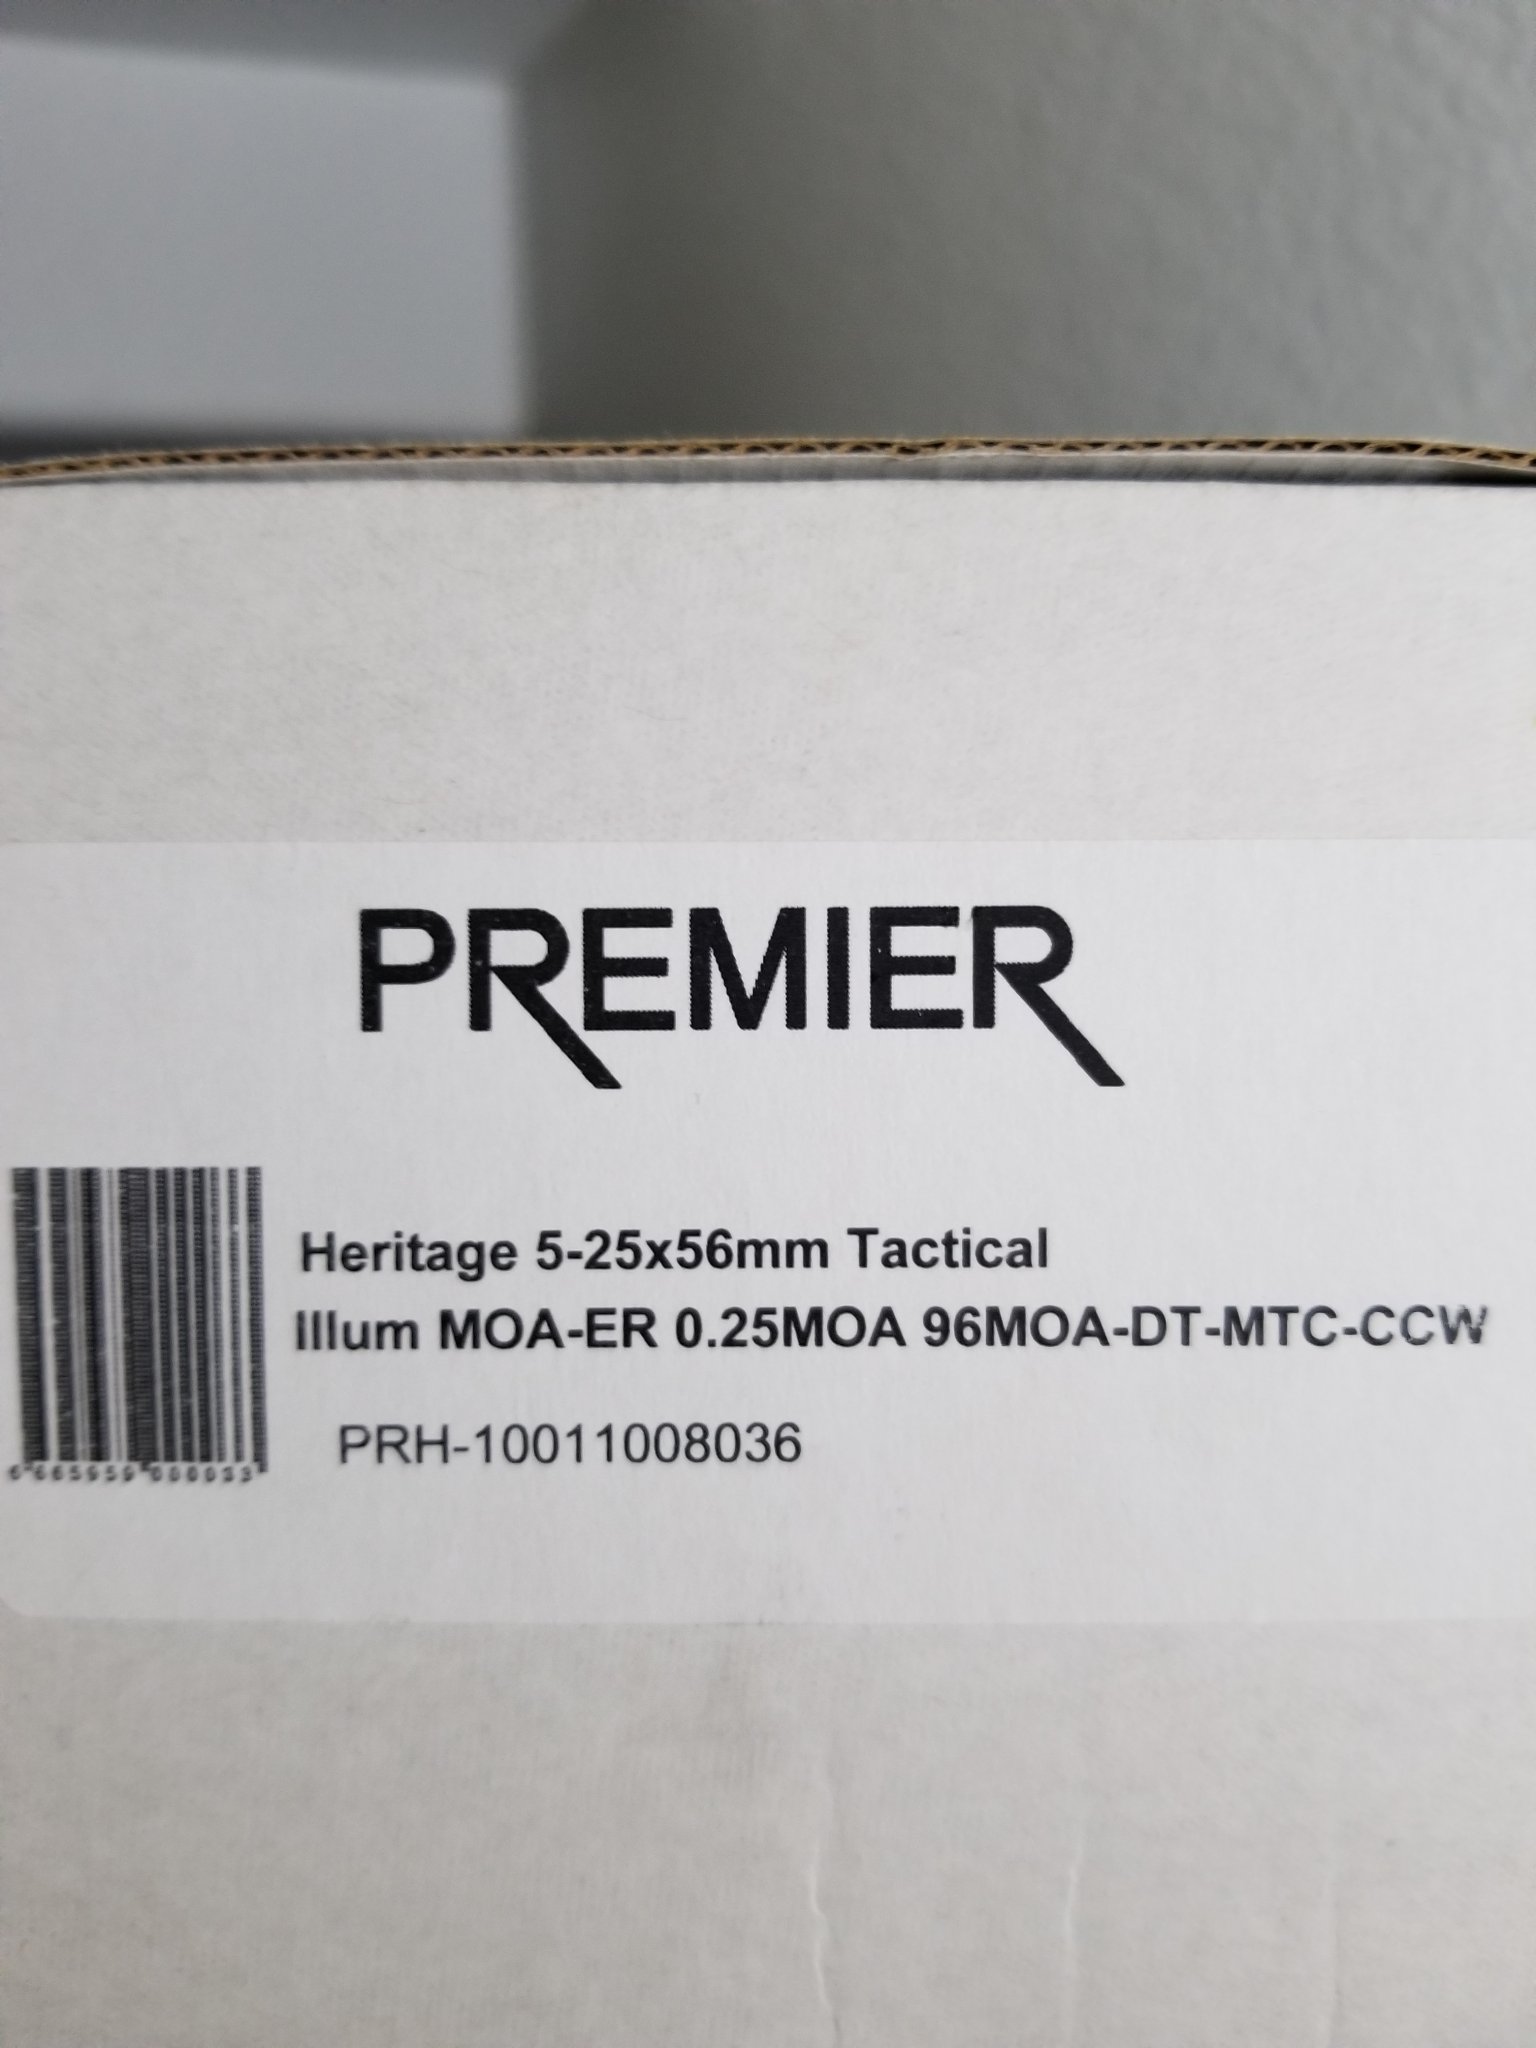 PREMIER
Heritage 5-25x56mm Tactical
Illum MOA-ER 0.25MOA 96MOA-DT-MTC-CCW
PRH-10011008036